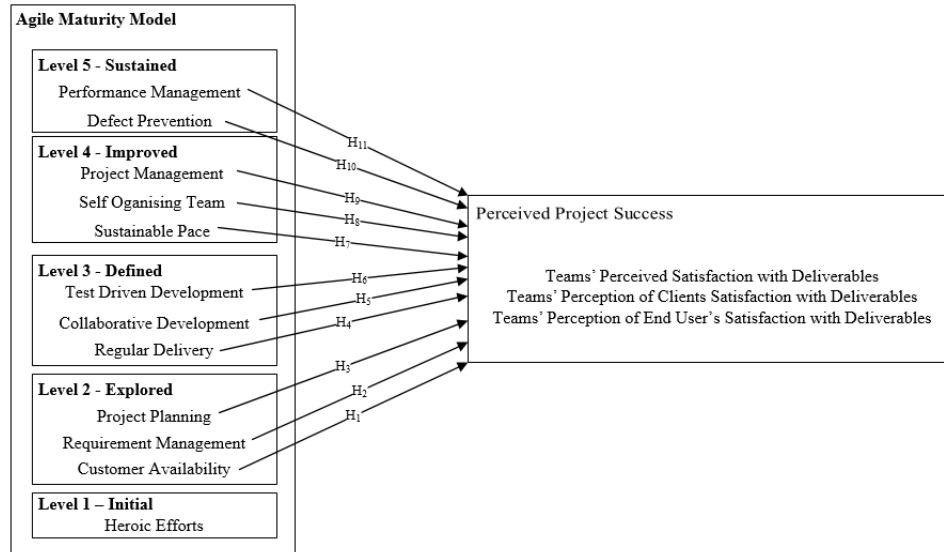 Agile Maturity Model
Level 5 - Sustained
Performance Management
Defect Prevention
Level 4 - Improved
Project Management
Self Oganising Team
Sustainable Pace
Level 3 - Defined
Test Driven Development
Collaborative Development
Regular Delivery
Level 2 - Explored
Project Planning
Requirement Management
Customer Availability
Level 1 – Initial
Heroic Efforts
H11
H10
H9
H8
H7
H6
H5
H4
H3
H2
H1
Perceived Project Success
Teams’ Perceived Satisfaction with Deliverables
Teams’ Perception of Clients Satisfaction with Deliverables
Teams’ Perception of End User’s Satisfaction with Deliverables